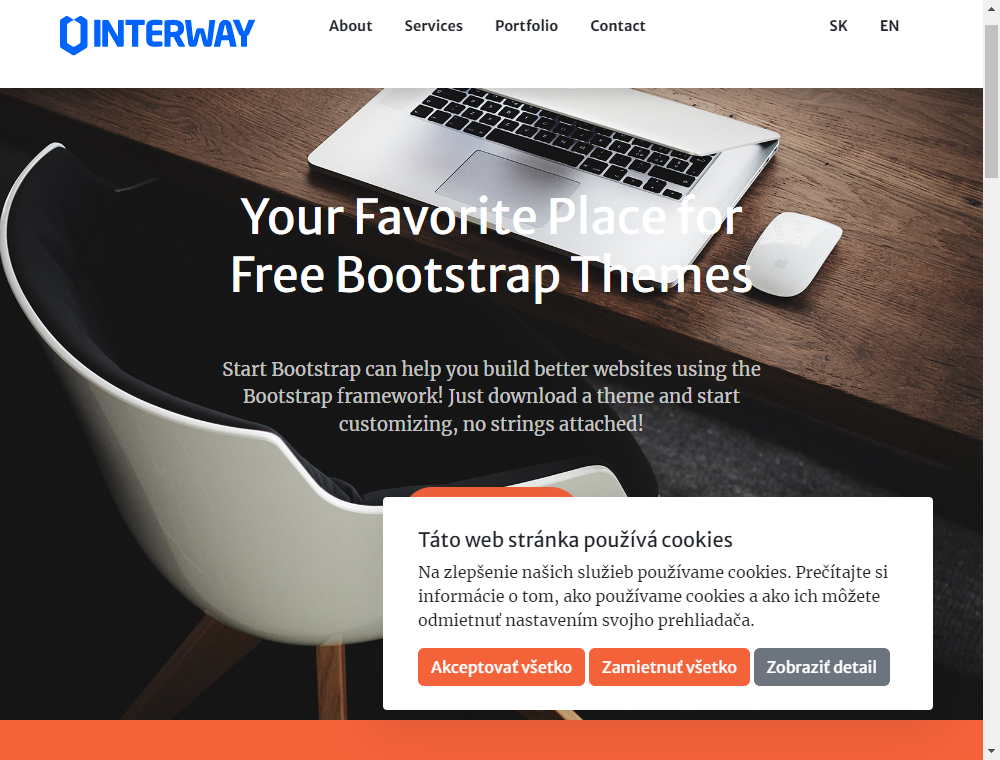 INTERWAY
About Services Portfolio Contact SK EN
Your Favorite Place for
Free Bootstrap Themes
Start Bootstrap can help you build better websites using the
Bootstrap framework! Just download a theme and start
customizing, no strings attached!
Táto web stránka používá cookies
Na zlepšenie našich služieb používame cookies. Prečítajte si
informácie o tom, ako používame cookies a ako ich môžete
odmietnuť nastavením svojho prehliadača.
Akceptovať všetko Zamietnuť všetko Zobraziť detail